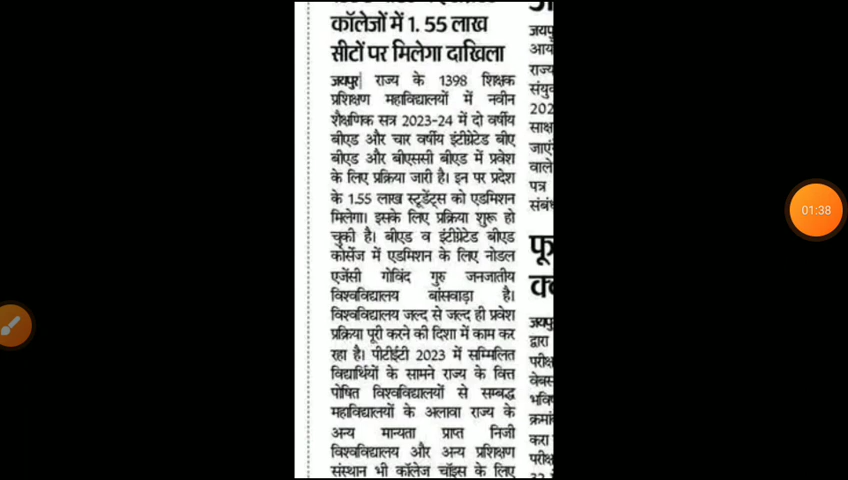 कॉलेजों में 1. 55 लाख
सीटों पर मिलेगा दाखिला
जयपुर| राज्य के 1398 शिक्षक
प्रशिक्षण महाविद्यालयों में नवीन
शैक्षणिक सत्र 2023-24 में दो वर्षीय
बीएड और चार वर्षीय इंटीग्रेटेड बीए
बीएड और बीएससी बीएड में प्रवेश
के लिए प्रक्रिया जारी है। इन पर प्रदेश
के 1.55 लाख स्टूडेंट्स को एडमिशन
मिलेगा। इसके लिए प्रक्रिया शुरू हो
चुकी है। बीएड व इंटीग्रेटेड बीएड
कोर्सेज में एडमिशन के लिए नोडल
एजेंसी गोविंद गुरु जनजातीय
विश्वविद्यालय बांसवाड़ा है।
विश्वविद्यालय जल्द से जल्द ही प्रवेश
प्रक्रिया पूरी करने की दिशा में काम कर
रहा है। पीटीईटी 2023 में सम्मिलित
विद्यार्थियों के सामने राज्य के वित्त
पोषित विश्वविद्यालयों से सम्बद्ध
महाविद्यालयों के अलावा राज्य के
अन्य मान्यता प्राप्त निजी
विश्वविद्यालय और अन्य प्रशिक्षण
संस्थान भी कॉलेज चॉइस के लिए
राज्य
202
वाले
पत्र
द्वारा
करा
01:38